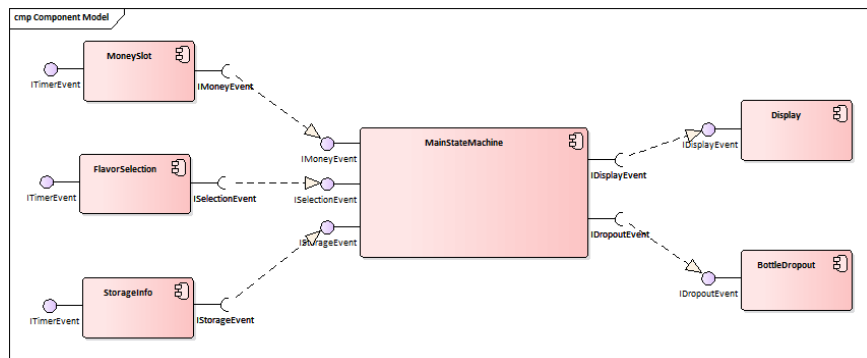 cmp Component Model
MoneySlot
ITimerEvent
IMoneyEvent
IMoneyEvent
MainStateMachine
Display
IDisplayEvent
IDisplayEvent
FlavorSelection
ITimerEvent
ISelectionEvent
ISelectionEvent
IStorageEvent
IDropoutEvent
BottleDropout
IDropoutEvent
StorageInfo
ITimerEvent
IStorageEvent